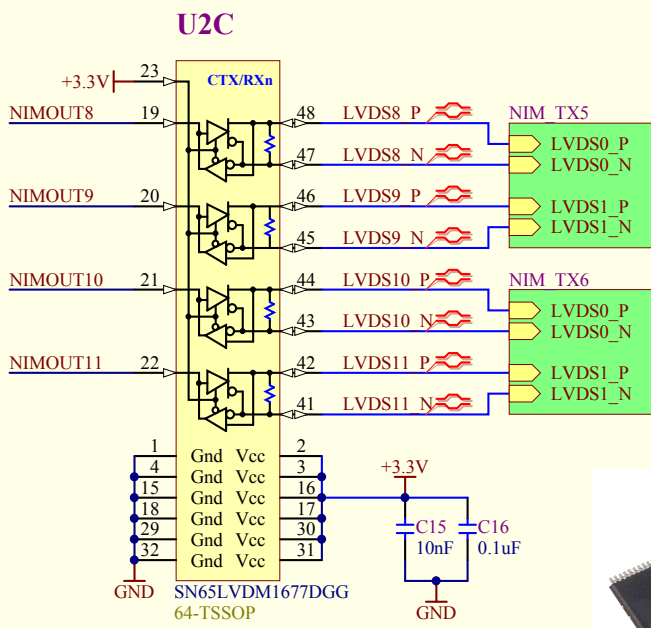 U2C
+3.3V
23
CTX/RXn
NIMOUT8
19
48
LVDS8_P
NIM_TX5
LVDS0_P
47
LVDS8_N
LVDS0_N
NIMOUT9
20
46
LVDS9_P
LVDS1_P
LVDS1_N
45
LVDS9_N
NIMOUT10
21
44
LVDS10_P
NIM_TX6
LVDS0_P
43
LVDS10_N
LVDS0_N
NIMOUT11
22
42
LVDS11_P
LVDS1_P
LVDS1_N
41
LVDS11_N
1 Gnd Vcc 2
4 Gnd Vcc 3
15 Gnd Vcc 16
18 Gnd Vcc 17
29 Gnd Vcc 30
32 Gnd Vcc 31
+3.3V
C15
10nF
C16
0.1uF
GND
GND
SN65LVDM1677DGG
64-TSSOP